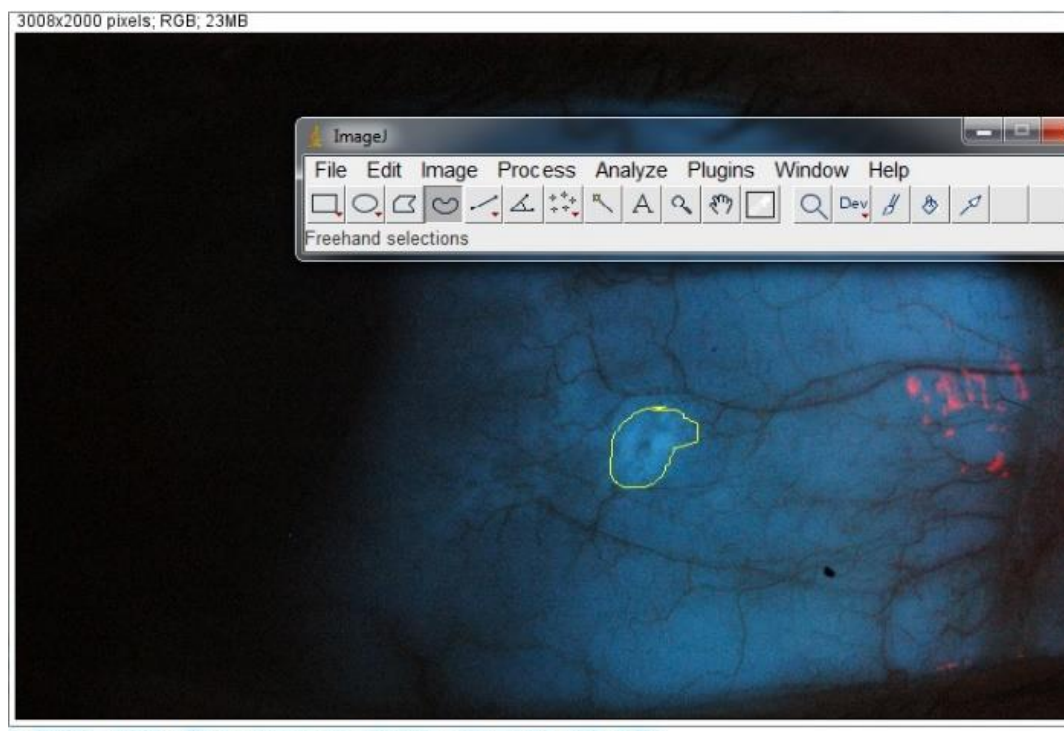 3008x2000 pixels; RGB; 23MB
ImageJ
File Edit Image Process Analyze Plugins Window Help
A Dev
Freehand selections